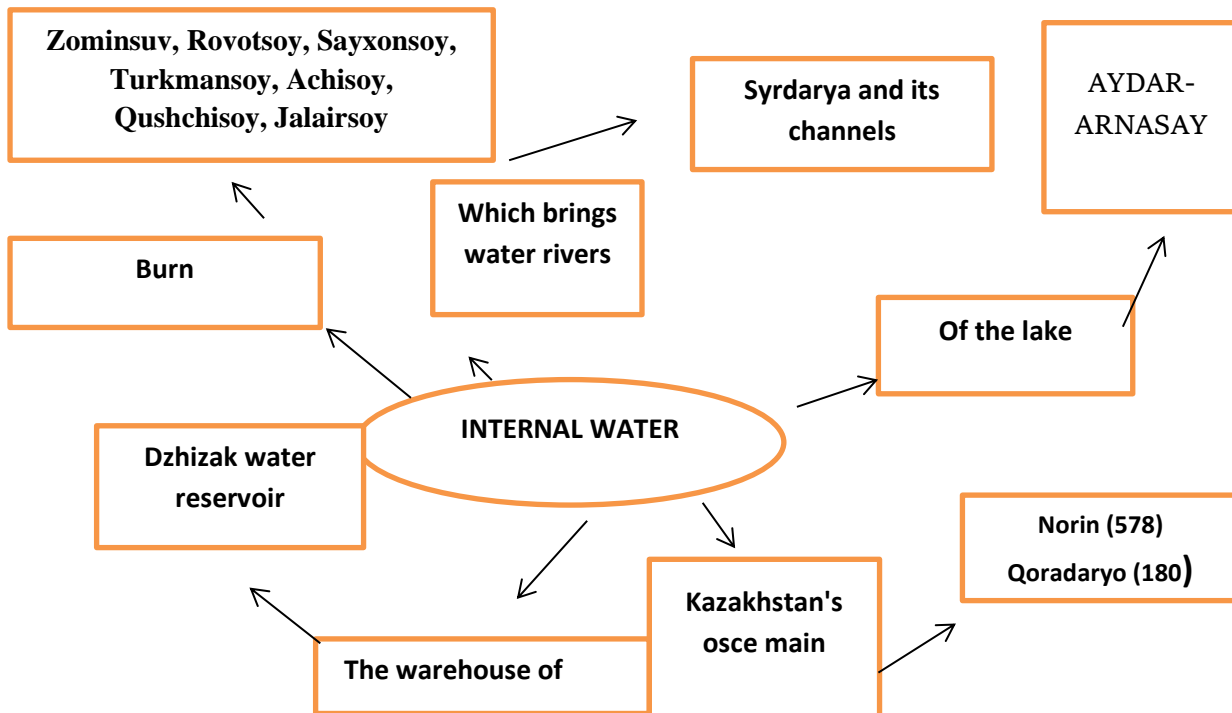 Zominsuv, Rovotsoy, Sayxonsoy,
Turkmansoy, Achisoy,
Qushchisoy, Jalairsoy
Syrdarya and its
channels
AYDAR-
ARNASAY
Which brings
water rivers
Burn
Of the lake
INTERNAL WATER
Dzhizak water
reservoir
Norin (578)
Qoradaryo (180)
Kazakhstan's
osce main
The warehouse of